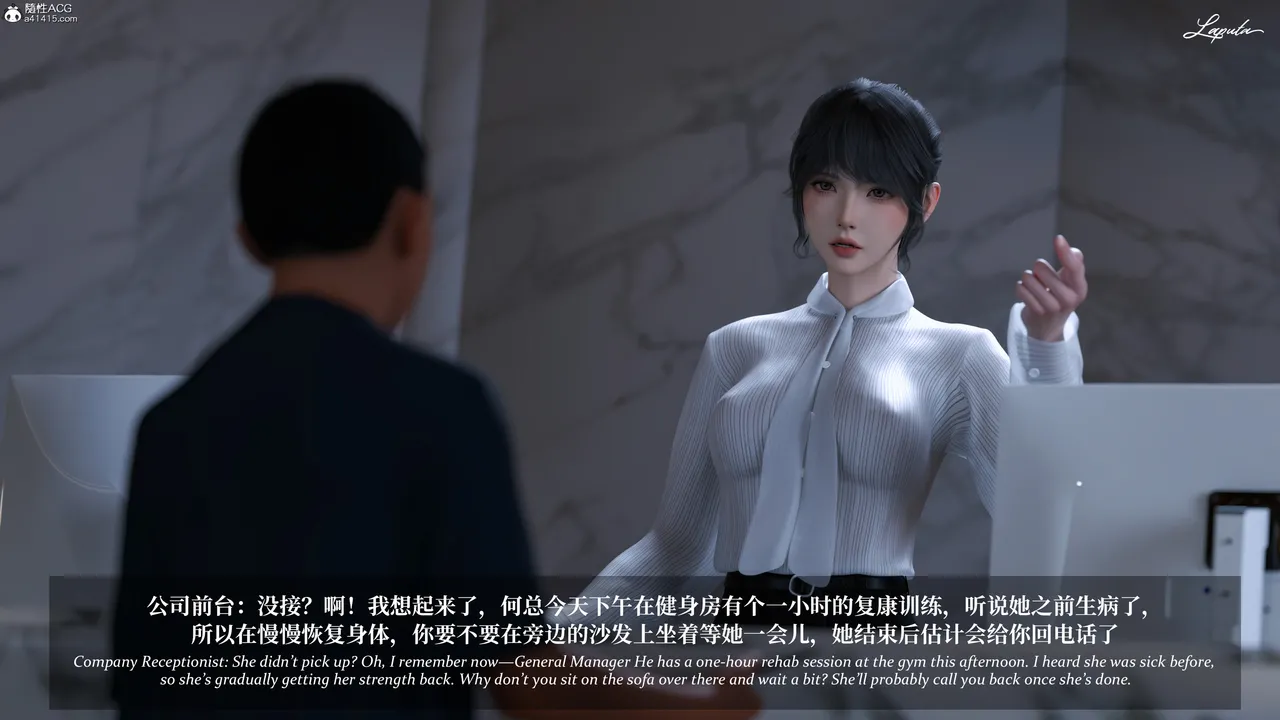 隨性ACG
a41415.com
Laputa
公司前台：没接？啊！我想起来了，何总今天下午在健身房有个一小时的复康训练，听说她之前生病了，
所以在慢慢恢复身体，你要不要在旁边的沙发上坐着等她一会儿，她结束后估计会给你回电话了
Company Receptionist: She didn't pick up? Oh, I remember now—General Manager He has a one-hour rehab session at the gym this afternoon. I heard she was sick before,
so she's gradually getting her strength back. Why don't you sit on the sofa over there and wait a bit? She'll probably call you back once she's done.